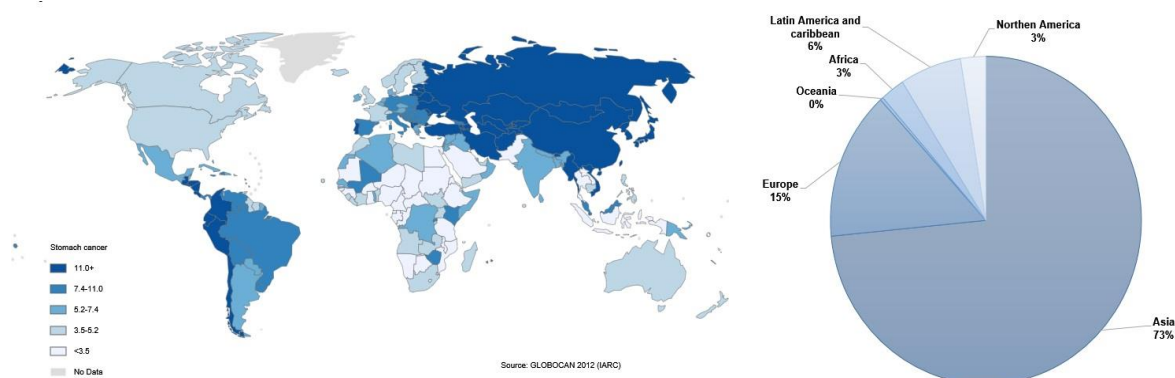 Stomach cancer
11.0+
7.4-11.0
5.2-7.4
3.5-5.2
<3.5
No Data
Source: GLOBOCAN 2012 (IARC)
Latin America and
caribbean
6%
Northen America
3%
Africa
3%
Oceania
0%
Europe
15%
Asia
73%